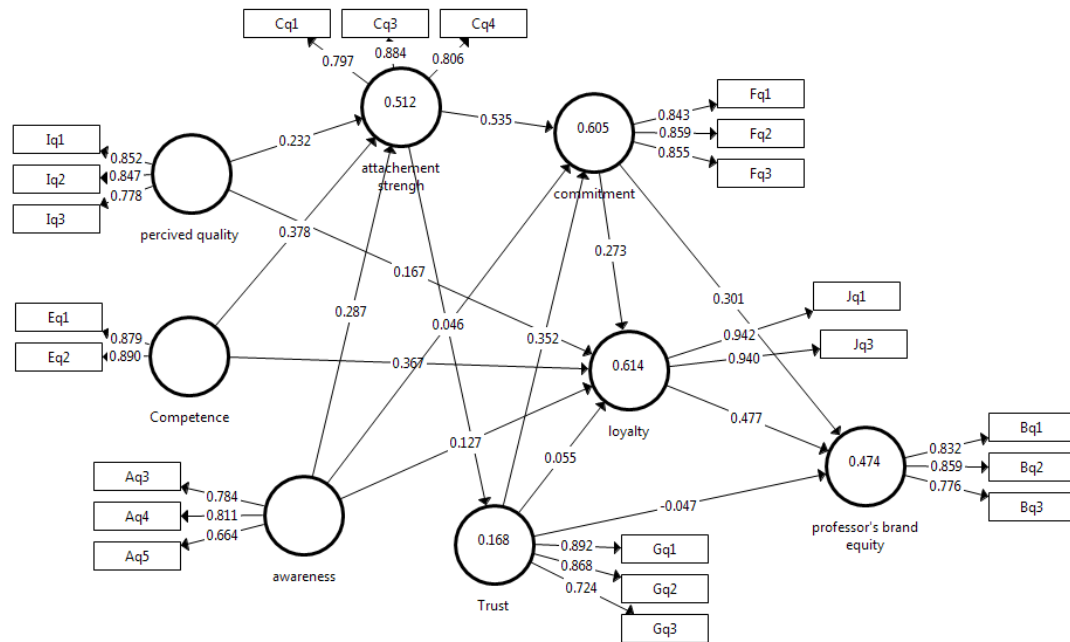 Cq1
Cq3
Cq4
0.797
0.884
0.806
0.512
attachement
strengh
Iq1
Iq2
Iq3
0.852
0.847
0.778
percived quality
0.232
0.535
0.605
commitment
Fq1
Fq2
Fq3
0.843
0.859
0.855
0.378
0.167
0.287
0.046
0.352
0.273
0.301
Eq1
Eq2
0.879
0.890
Competence
0.367
0.614
loyalty
Jq1
Jq3
0.942
0.940
0.127
0.055
0.477
-0.047
Aq3
Aq4
Aq5
0.784
0.811
0.664
awareness
0.168
Trust
0.892
0.868
0.724
Gq1
Gq2
Gq3
0.474
professor's brand
equity
0.832
0.859
0.776
Bq1
Bq2
Bq3